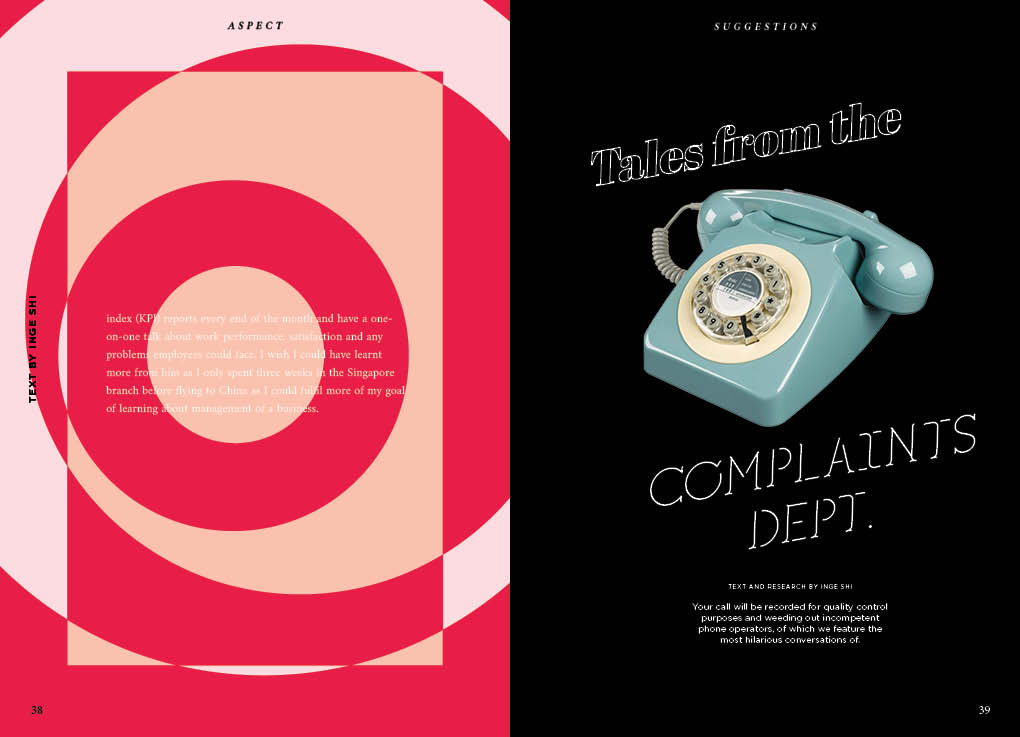 ASPECT
TEXT BY INGE SHI
index (KPI) reports every end of the month and have a one-
on-one talk about work performance, satisfaction and any
problems employees could face. I wish I could have learnt
more from him as I only spent three weeks in the Singapore
branch before flying to China as I could fulfil more of my goal
of learning about management of a business.
38
SUGGESTIONS
Tales from the
COMPLAINTS
DEPT.
TEXT AND RESEARCH BY INGE SHI
Your call will be recorded for quality control
purposes and weeding out incompetent
phone operators, of which we feature the
most hilarious conversations of.
39